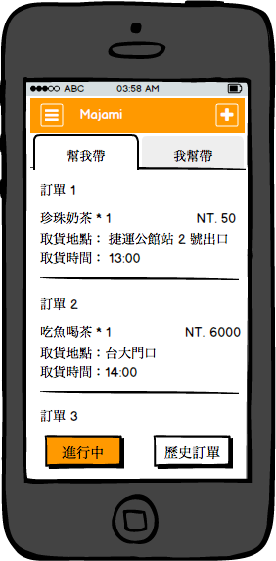 ABC 03:58 AM
Majami
幫我帶 我幫帶
訂單 1
珍珠奶茶 * 1 NT. 50
取貨地點： 捷運公館站 2 號出口
取貨時間： 13:00
訂單 2
吃魚喝茶 * 1 NT. 6000
取貨地點：台大門口
取貨時間：14:00
訂單 3
進行中 歷史訂單